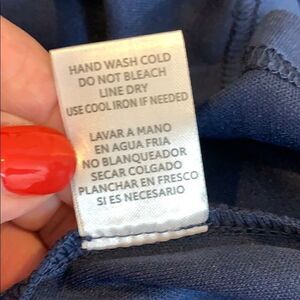 HAND WASH COLD
DO NOT BLEACH
LINE DRY
USE COOL IRON IF NEEDED
LAVAR A MANO
EN AGUA FRIA
NO BLANQUEADOR
SECAR COLGADO
PLANCHAR EN FRESCO
SI ES NECESARIO